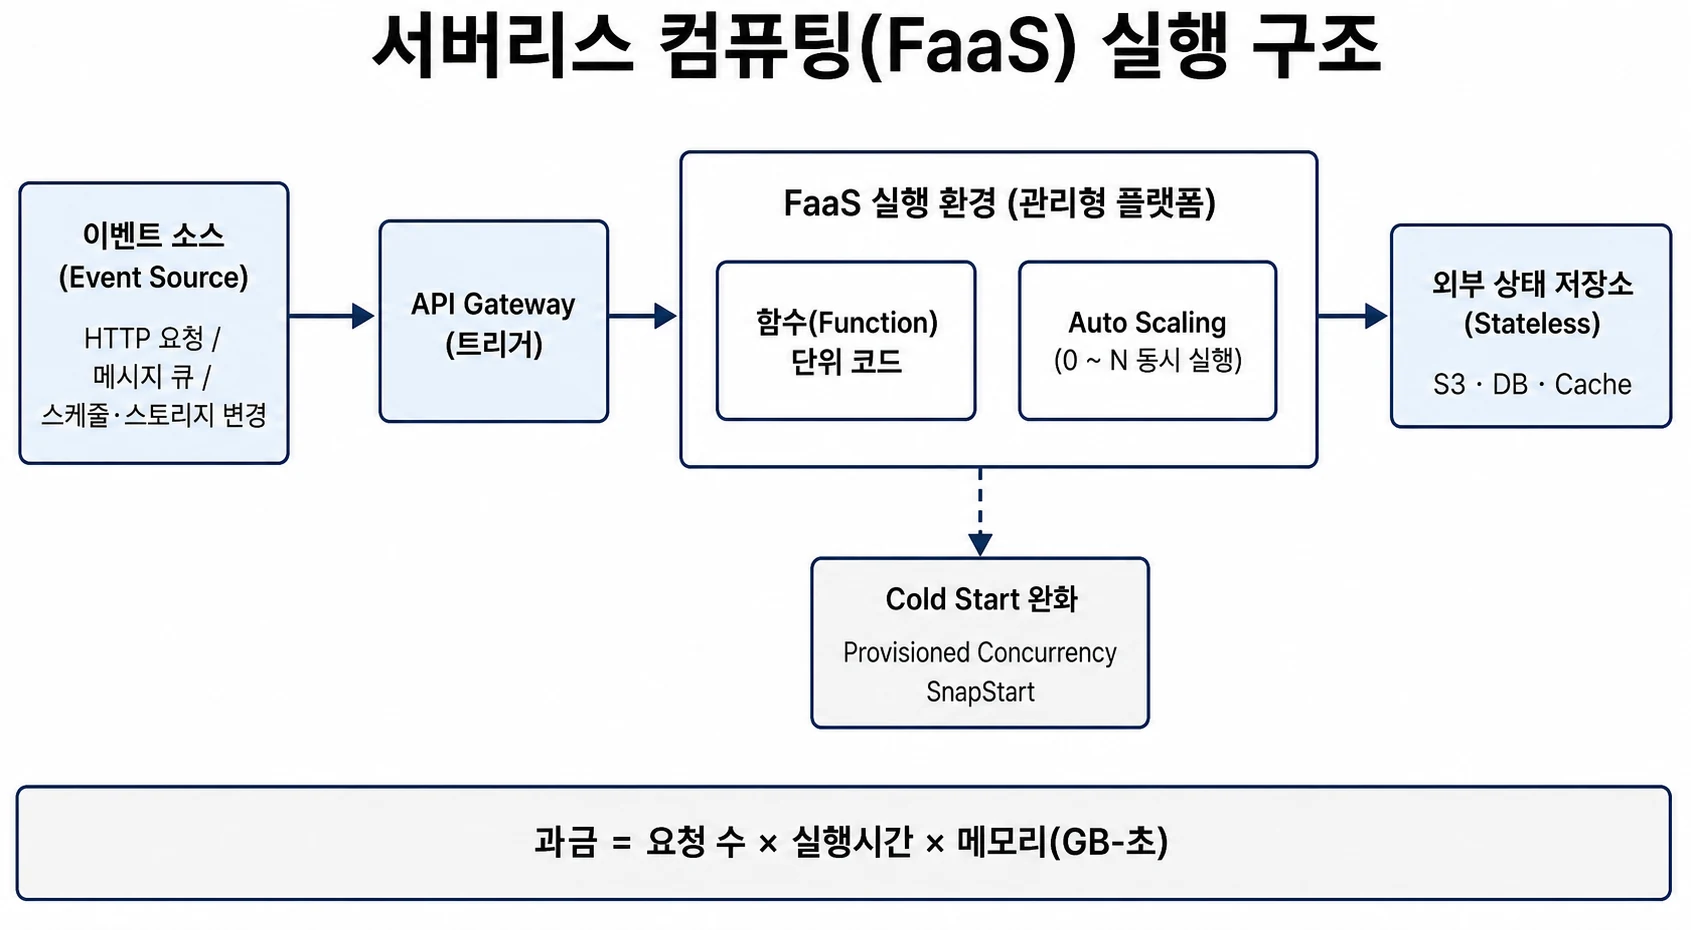 서버리스 컴퓨팅(FaaS) 실행 구조
이벤트 소스
(Event Source)
HTTP 요청 /
메시지 큐 /
스케줄·스토리지 변경
API Gateway
(트리거)
FaaS 실행 환경 (관리형 플랫폼)
함수(Function)
단위 코드
Auto Scaling
(0 ~ N 동시 실행)
외부 상태 저장소
(Stateless)
S3 · DB · Cache
Cold Start 완화
Provisioned Concurrency
SnapStart
과금 = 요청 수 × 실행시간 × 메모리(GB-초)